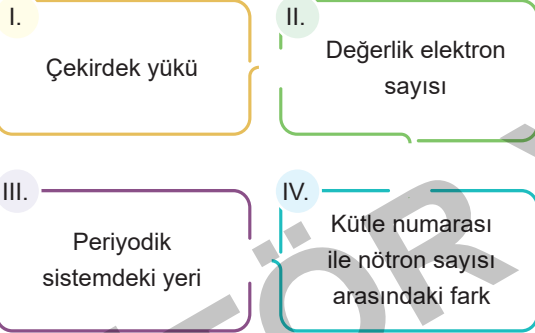 I.
Çekirdek yükü
II.
Değerlik elektron
sayısı
III.
Periyodik
sistemdeki yeri
IV.
Kütle numarası
ile nötron sayısı
arasındaki fark